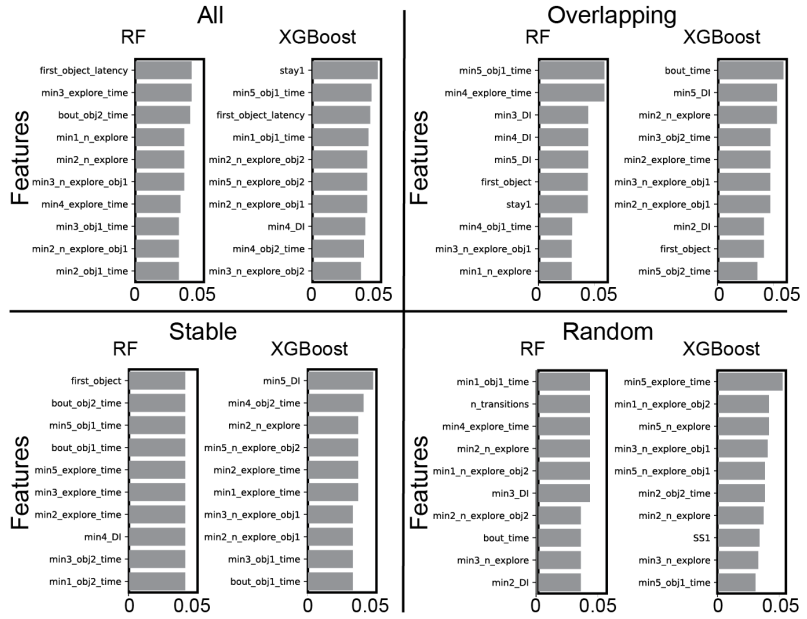 All
RF
XGBoost
Features
first_object_latency
min3_explore_time
bout_obj2_time
min1_n_explore
min2_n_explore
min3_n_explore_obj1
min4_explore_time
min3_obj1_time
min2_n_explore_obj1
min2_obj1_time
0 0.05
stay1
min5_obj1_time
first_object_latency
min1_obj1_time
min2_n_explore_obj2
min5_n_explore_obj2
min2_n_explore_obj1
min4_DI
min4_obj2_time
min3_n_explore_obj2
0 0.05
Overlapping
RF
XGBoost
Features
min5_obj1_time
min4_explore_time
min3_DI
min4_DI
min5_DI
first_object
stay1
min4_obj1_time
min3_n_explore_obj1
min1_n_explore
0 0.05
bout_time
min5_DI
min2_n_explore
min3_obj2_time
min2_explore_time
min3_n_explore_obj1
min2_n_explore_obj1
min2_DI
first_object
min5_obj2_time
0 0.05
Stable
RF
XGBoost
Features
first_object
bout_obj2_time
min5_obj1_time
bout_obj1_time
min5_explore_time
min3_explore_time
min2_explore_time
min4_DI
min3_obj2_time
min1_obj2_time
0 0.05
min5_DI
min4_obj2_time
min2_n_explore
min5_n_explore_obj2
min2_explore_time
min1_explore_time
min3_n_explore_obj1
min2_n_explore_obj1
min3_obj1_time
bout_obj1_time
0 0.05
Random
RF
XGBoost
Features
min1_obj1_time
n_transitions
min4_explore_time
min2_n_explore
min1_n_explore_obj2
min3_DI
min2_n_explore_obj2
bout_time
min3_n_explore
min2_DI
0 0.05
min5_explore_time
min1_n_explore_obj2
min5_n_explore
min3_n_explore_obj1
min5_n_explore_obj1
min2_obj2_time
min2_n_explore
SS1
min3_n_explore
min5_obj1_time
0 0.05